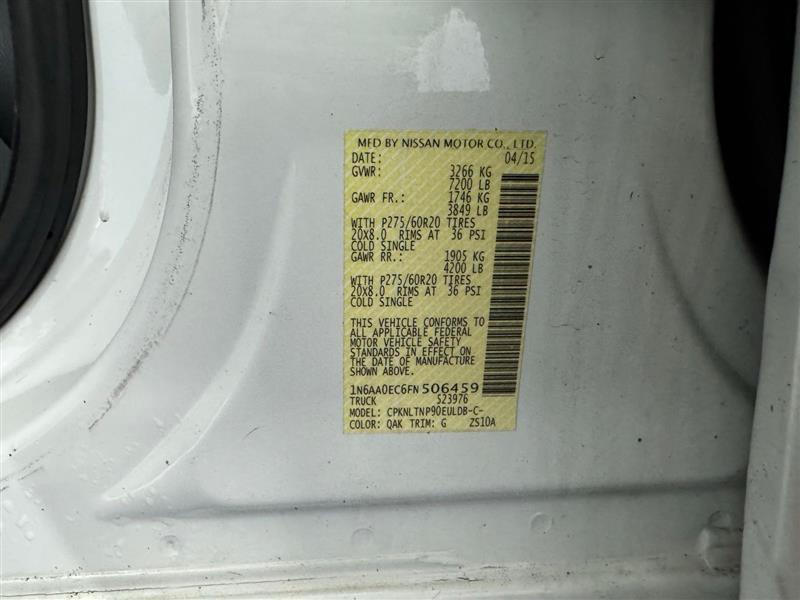 MFD BY NISSAN MOTOR CO., LTD.
DATE: 04/15
GVWR: 3266 KG
7200 LB
GAWR FR.: 1746 KG
3849 LB
WITH P275/60R20 TIRES
20X8.0 RIMS AT 36 PSI
COLD SINGLE
GAWR RR.: 1905 KG
4200 LB
WITH P275/60R20 TIRES
20X8.0 RIMS AT 36 PSI
COLD SINGLE
THIS VEHICLE CONFORMS TO
ALL APPLICABLE FEDERAL
MOTOR VEHICLE SAFETY
STANDARDS IN EFFECT ON
THE DATE OF MANUFACTURE
SHOWN ABOVE.
1N6AA0EC6FN506459
TRUCK 523976
MODEL: CPKNLTNP90EULDB-C-
COLOR: QAK TRIM: G ZS10A